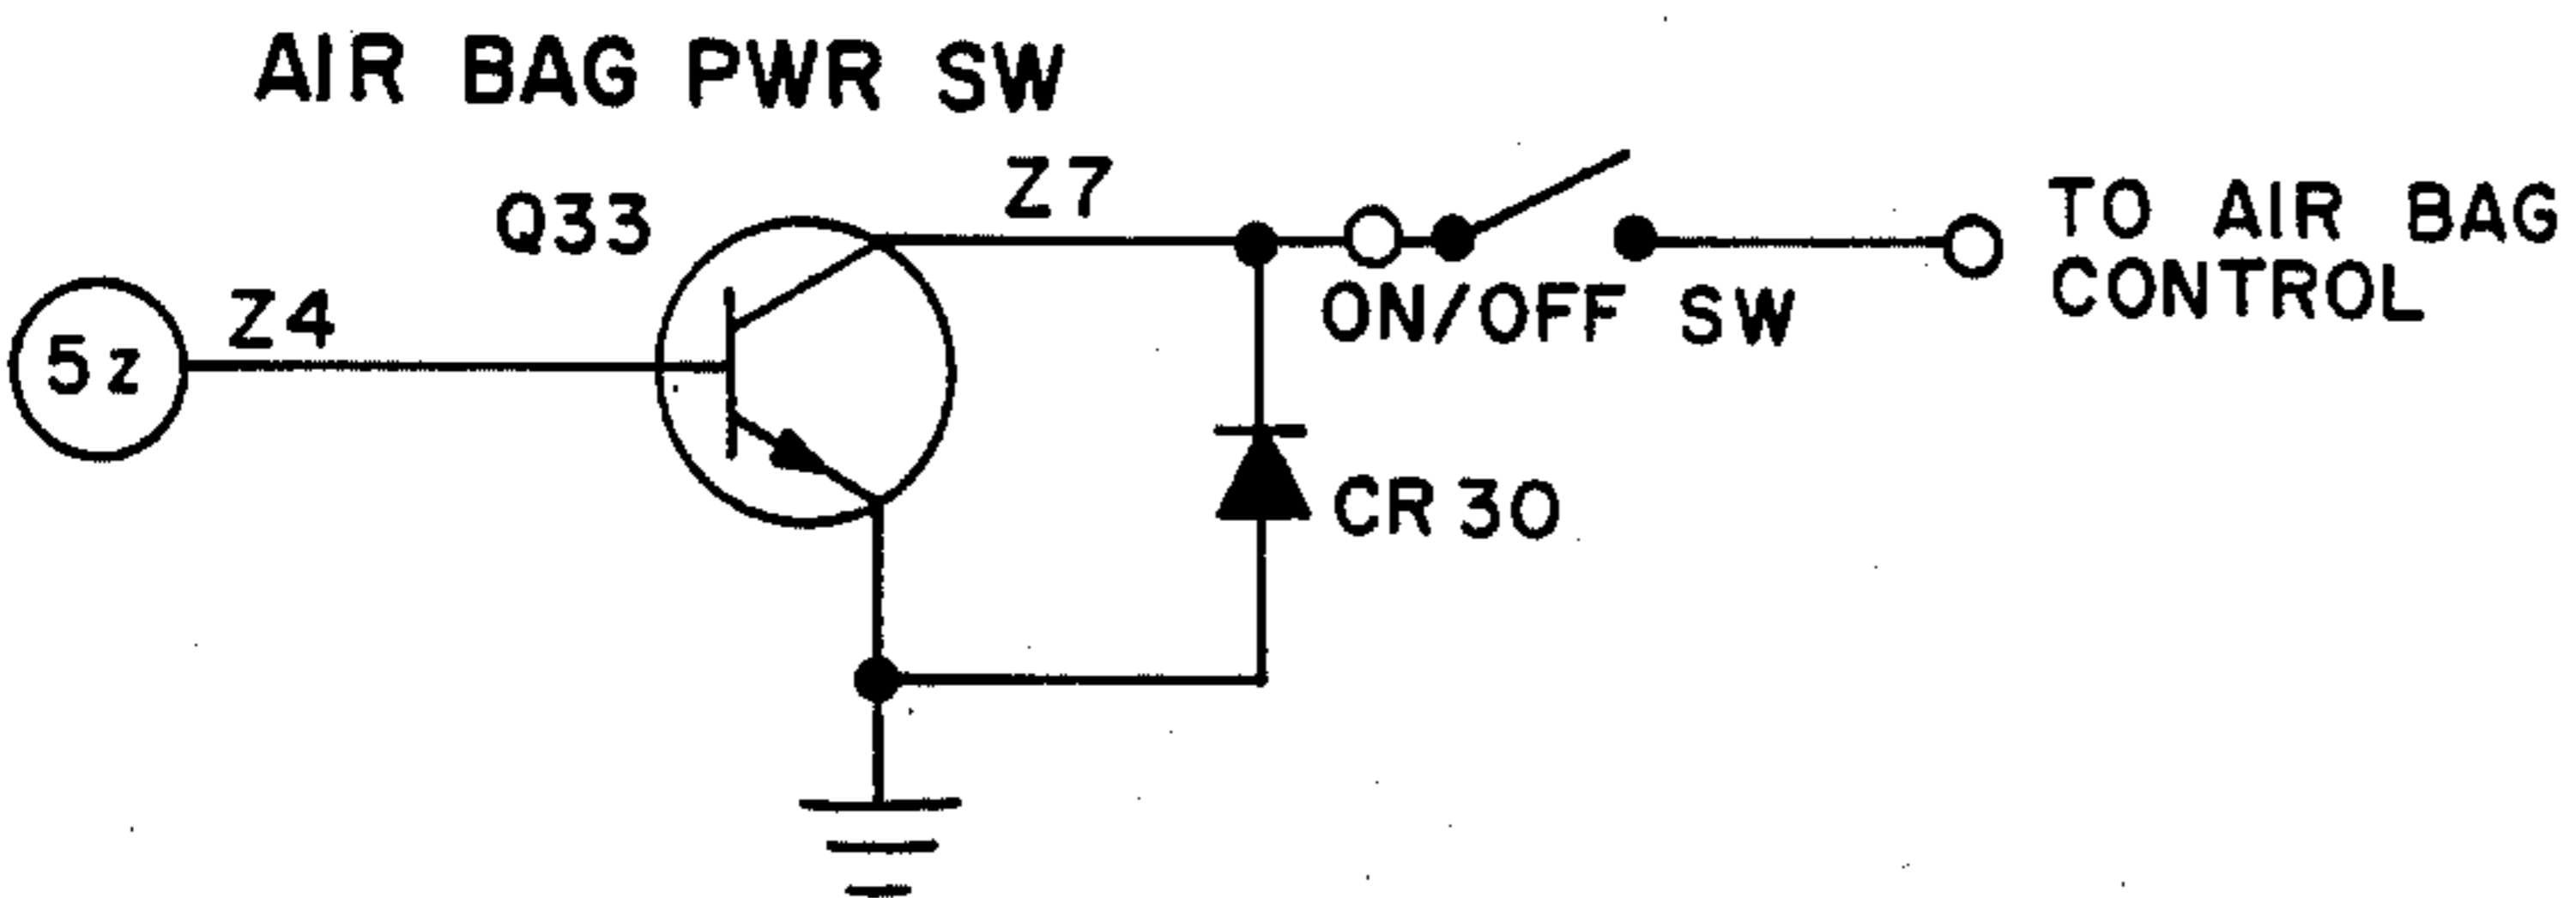 AIR BAG PWR SW
Z7
Q33
TO AIR BAG
CONTROL
Z4
ON/OFF SW
5z
CR30